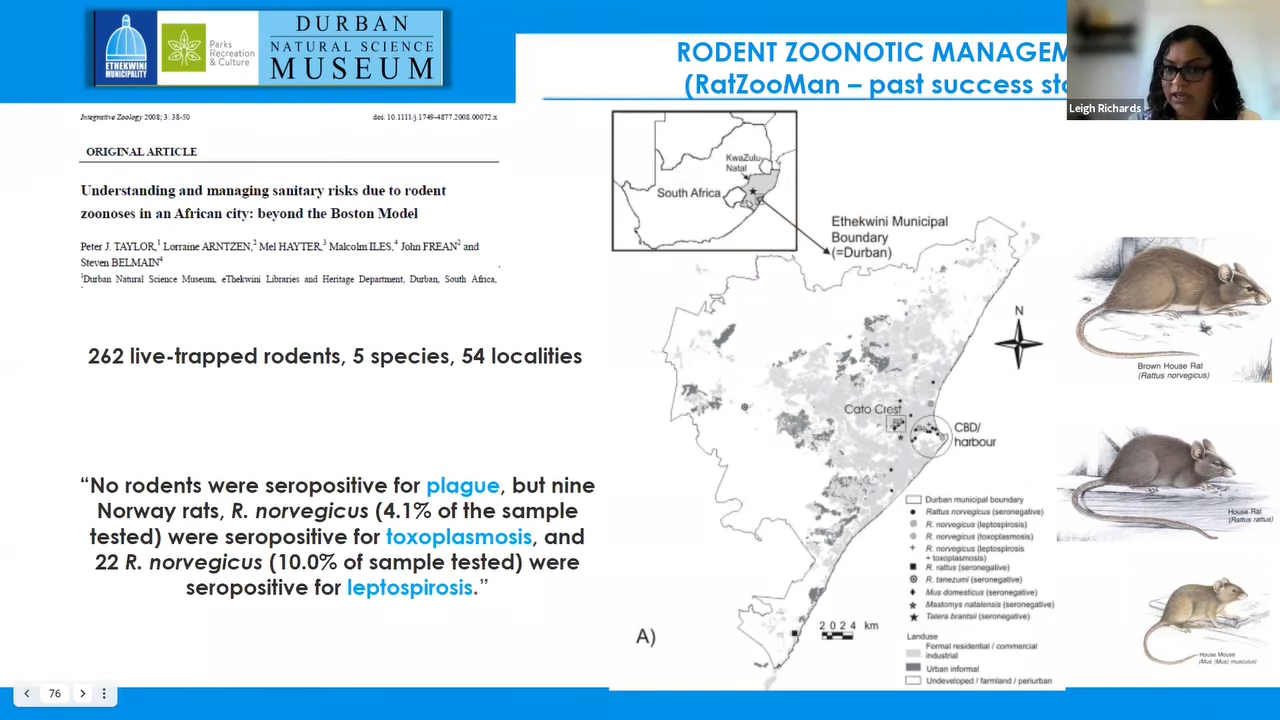 ETHEKWINI
MUNICIPALITY
Parks
Recreation
& Culture
DURBAN
NATURAL SCIENCE
MUSEUM
RODENT ZOONOTIC MANAGEM
(RatZooMan – past success sto
Leigh Richards
Integrative Zoology 2008; 3: 38-50
doi: 10.1111/j.1749-4877.2008.00072.x
ORIGINAL ARTICLE
Understanding and managing sanitary risks due to rodent
zoonoses in an African city: beyond the Boston Model
Peter J. TAYLOR,1 Lorraine ARNTZEN,2 Mel HAYTER,3 Malcolm ILES,4 John FREAN2 and
Steven BELMAIN4
1Durban Natural Science Museum, eThekwini Libraries and Heritage Department, Durban, South Africa,
262 live-trapped rodents, 5 species, 54 localities
“No rodents were seropositive for plague, but nine
Norway rats, R. norvegicus (4.1% of the sample
tested) were seropositive for toxoplasmosis, and
22 R. norvegicus (10.0% of sample tested) were
seropositive for leptospirosis.”
KwaZulu
Natal
South Africa
Ethekwini Municipal
Boundary
(=Durban)
N
Cato Crest
CBD/
harbour
Durban municipal boundary
Rattus norvegicus (seronegative)
R. norvegicus (leptospirosis)
R. norvegicus (toxoplasmosis)
R. norvegicus (leptospirosis
+ toxoplasmosis)
R. rattus (seronegative)
R. tanezumi (seronegative)
Mus domesticus (seronegative)
Mastomys natalensis (seronegative)
Tatera brantsii (seronegative)
Landuse
Formal residential / commercial
industrial
Urban informal
Undeveloped / farmland / periurban
2 0 2 4 km
A)
Brown House Rat
(Rattus norvegicus)
House Rat
(Rattus rattus)
House Mouse
(Mus (Mus) musculus)
76